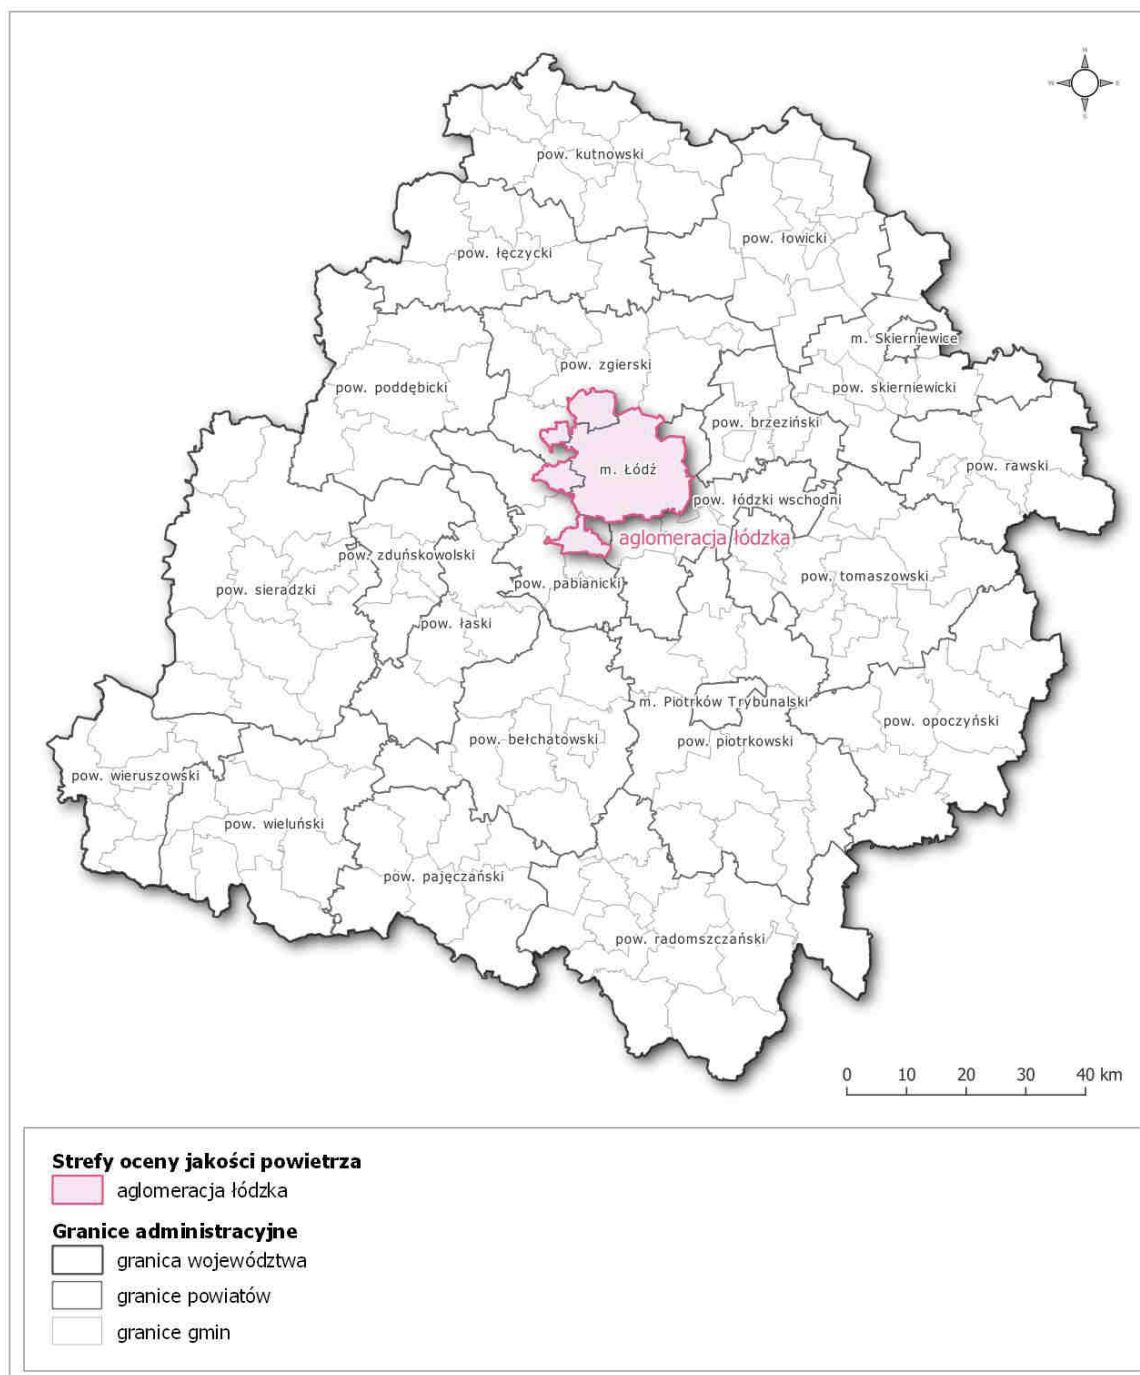 N
W E
S
pow. kutnowski
pow. łowicki
pow. łęczycki
m. Skierniewice
pow. zgierski
pow. poddębicki
pow. skierniewicki
pow. brzeziński
m. Łódź
pow. rawski
pow. łódzki wschodni
aglomeracja łódzka
pow. zduńskowolski
pow. tomaszowski
pow. sieradzki
pow. pabianicki
pow. łaski
m. Piotrków Trybunalski
pow. opoczyński
pow. bełchatowski
pow. piotrkowski
pow. wieruszowski
pow. wieluński
pow. pajęczański
pow. radomszczański
0 10 20 30 40 km
Strefy oceny jakości powietrza
aglomeracja łódzka
Granice administracyjne
granica województwa
granice powiatów
granice gmin